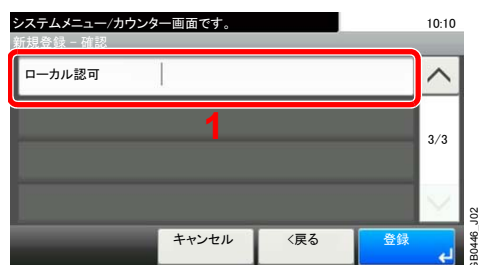 システムメニュー/カウンター画面です。
10:10
新規登録 - 確認
ローカル認可
1
3/3
キャンセル
<戻る
登録
GB0446_J02